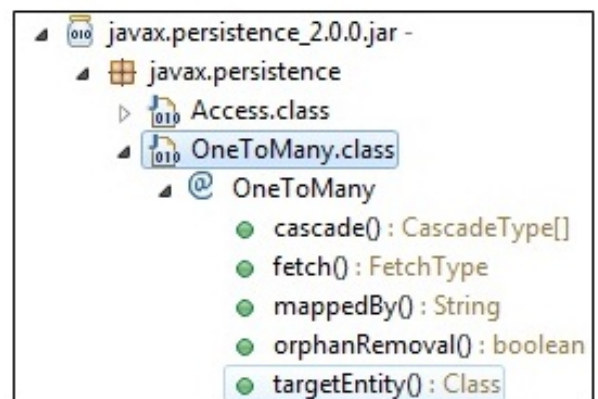 javax.persistence_2.0.0.jar -
javax.persistence
Access.class
OneToMany.class
@ OneToMany
cascade() : CascadeType[]
fetch() : FetchType
mappedBy() : String
orphanRemoval() : boolean
targetEntity() : Class